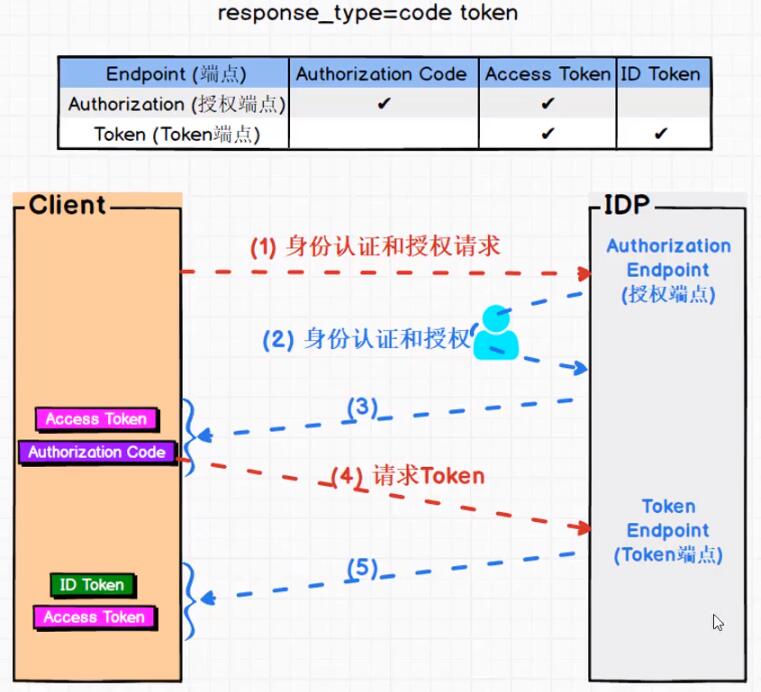 response_type=code token
Endpoint (端点) Authorization Code Access Token ID Token
Authorization (授权端点) ✔ ✔
Token (Token端点) ✔ ✔
Client
IDP
(1) 身份认证和授权请求
Authorization
Endpoint
(授权端点)
(2) 身份认证和授权
(3)
Access Token
Authorization Code
(4) 请求Token
Token
Endpoint
(Token端点)
(5)
ID Token
Access Token